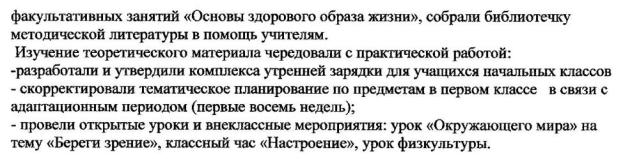 факультативных занятий «Основы здорового образа жизни», собрали библиотечку
методической литературы в помощь учителям.
Изучение теоретического материала чередовали с практической работой:
-разработали и утвердили комплекса утренней зарядки для учащихся начальных классов
- скорректировали тематическое планирование по предметам в первом классе в связи с
адаптационным периодом (первые восемь недель);
- провели открытые уроки и внеклассные мероприятия: урок «Окружающего мира» на
тему «Береги зрение», классный час «Настроение», урок физкультуры.